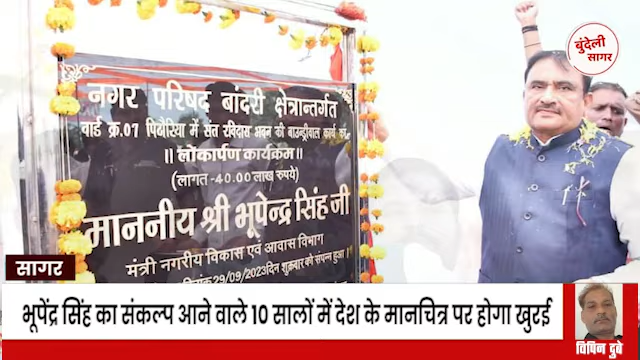 बुंदेली
सागर
नगर परिषद बांदरी क्षेत्रान्तर्गत
वार्ड क्र.07 पिथैरिया में संत रविदास भवन की बाउन्ड्रीवाल कार्य का
॥ लोकार्पण कार्यक्रम ॥
(लागत -40.00 लाख रुपये)
माननीय श्री भूपेन्द्र सिंह जी
मंत्री नगरीय विकास एवं आवास विभाग
दिनांक 29/09/2023 दिन शुक्रवार को सम्पन्न हुआ
सागर
भूपेंद्र सिंह का संकल्प आने वाले 10 सालों में देश के मानचित्र पर होगा खुरई
विपिन दुबे